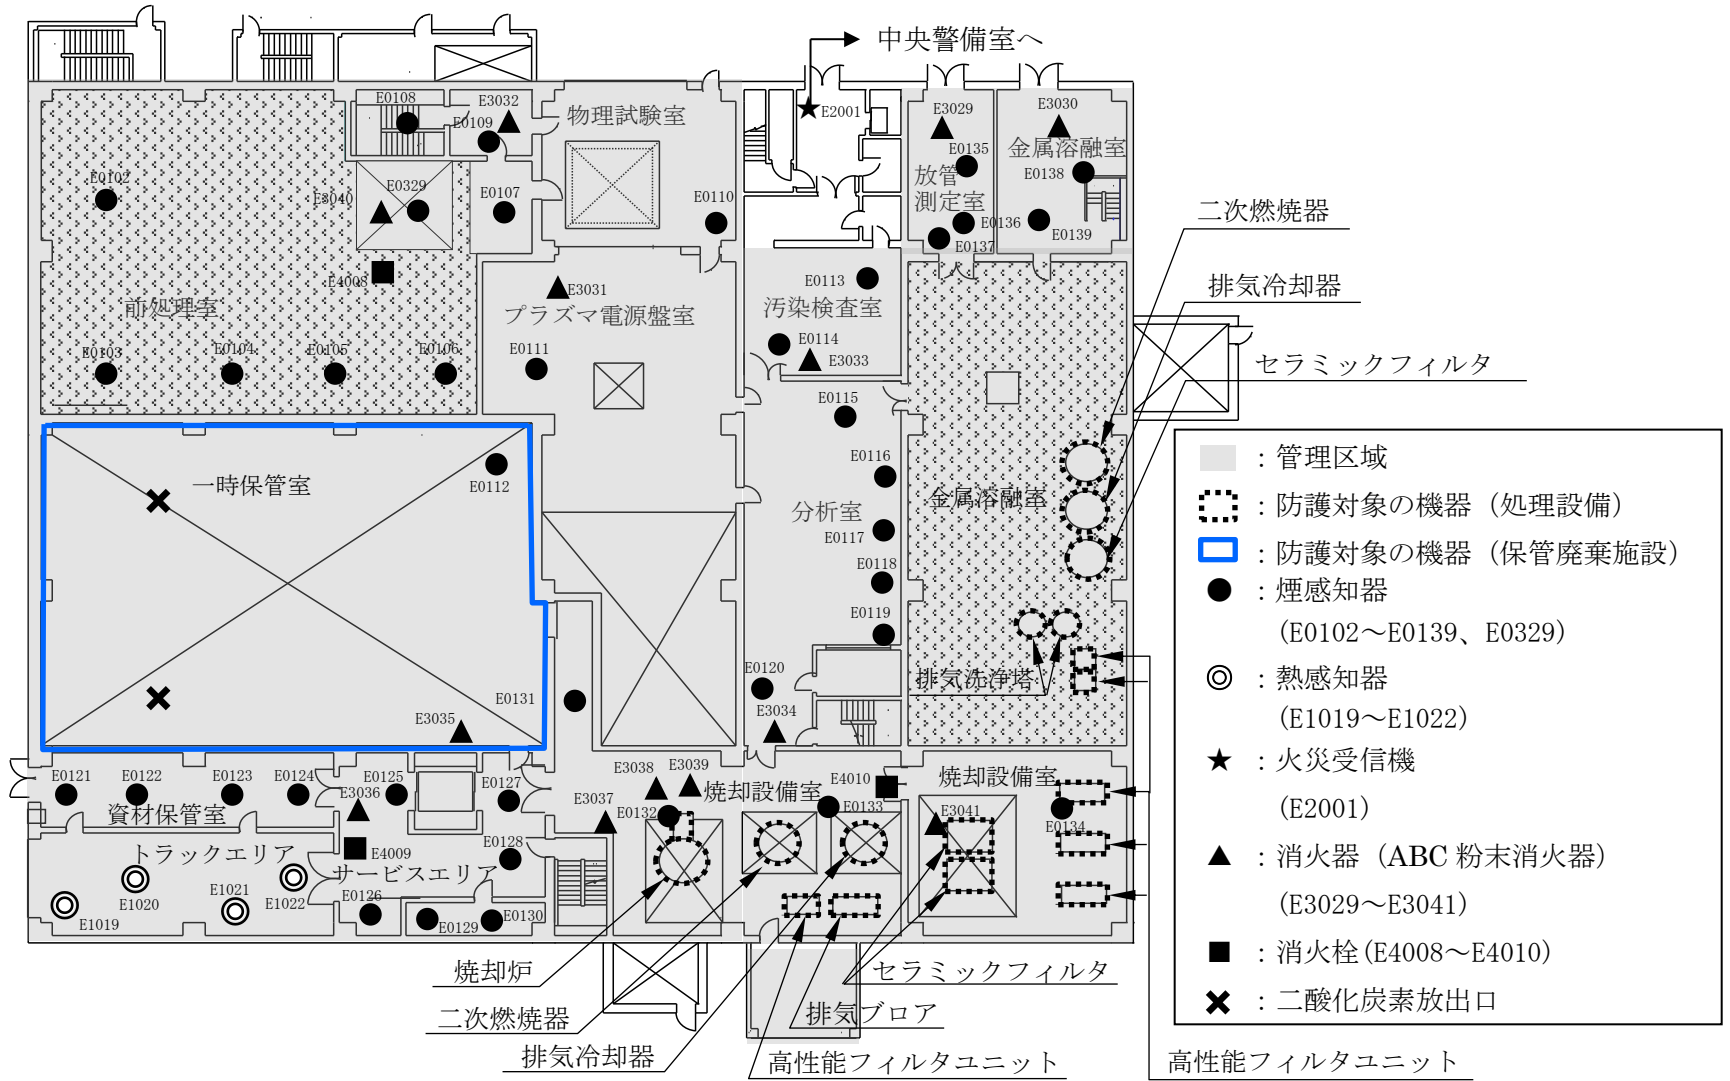 中央警備室へ
E0108
E3032
E0109
物理試験室
E2001
E3029
E3030
E0135
金属溶融室
E0102
E0329
E3040
E0107
E0110
放管
測定室
E0138
E0136
E0137
E0139
二次燃焼器
E4008
E0113
排気冷却器
前処理室
E3031
プラズマ電源盤室
汚染検査室
E0103
E0104
E0105
E0106
E0111
E0114
E3033
セラミックフィルタ
E0115
一時保管室
E0112
E0116
金属溶融室
分析室
E0117
E0118
E0119
E0131
E0120
排気洗浄塔
E3035
E3034
E0121
E0122
E0123
E0124
E0125
E0127
E3038
E3039
E4010
焼却設備室
焼却設備室
E3036
資材保管室
E3037
E0132
E0133
E3041
E0134
トラックエリア
E4009
E0128
サービスエリア
E1019
E1020
E1021
E1022
E0126
E0129
E0130
焼却炉
セラミックフィルタ
二次燃焼器
排気ブロア
排気冷却器
高性能フィルタユニット
高性能フィルタユニット
：管理区域
：防護対象の機器（処理設備）
：防護対象の機器（保管廃棄施設）
：煙感知器
(E0102～E0139、E0329)
：熱感知器
(E1019～E1022)
：火災受信機
(E2001)
：消火器（ABC 粉末消火器）
(E3029～E3041)
：消火栓(E4008～E4010)
：二酸化炭素放出口